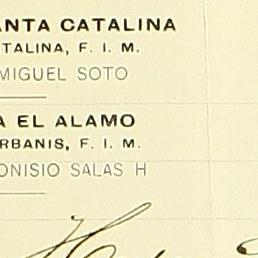 ANTA CATALINA
TALINA, F. I. M.
MIGUEL SOTO
A EL ALAMO
RBANIS, F. I. M.
ONISIO SALAS H